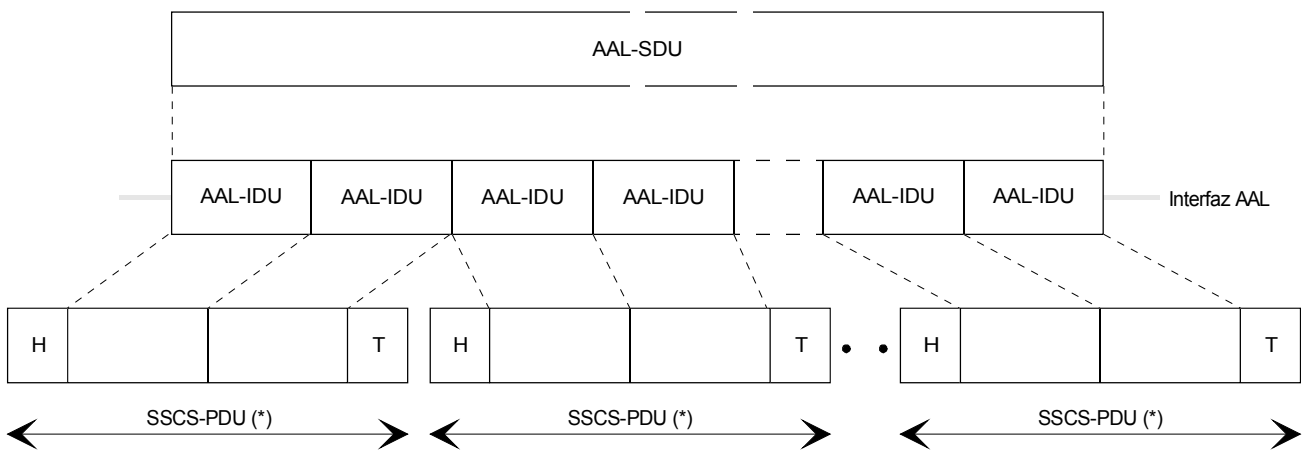 AAL-SDU
AAL-IDU AAL-IDU AAL-IDU AAL-IDU AAL-IDU AAL-IDU Interfaz AAL
H T H T H T
SSCS-PDU (*) SSCS-PDU (*) SSCS-PDU (*)